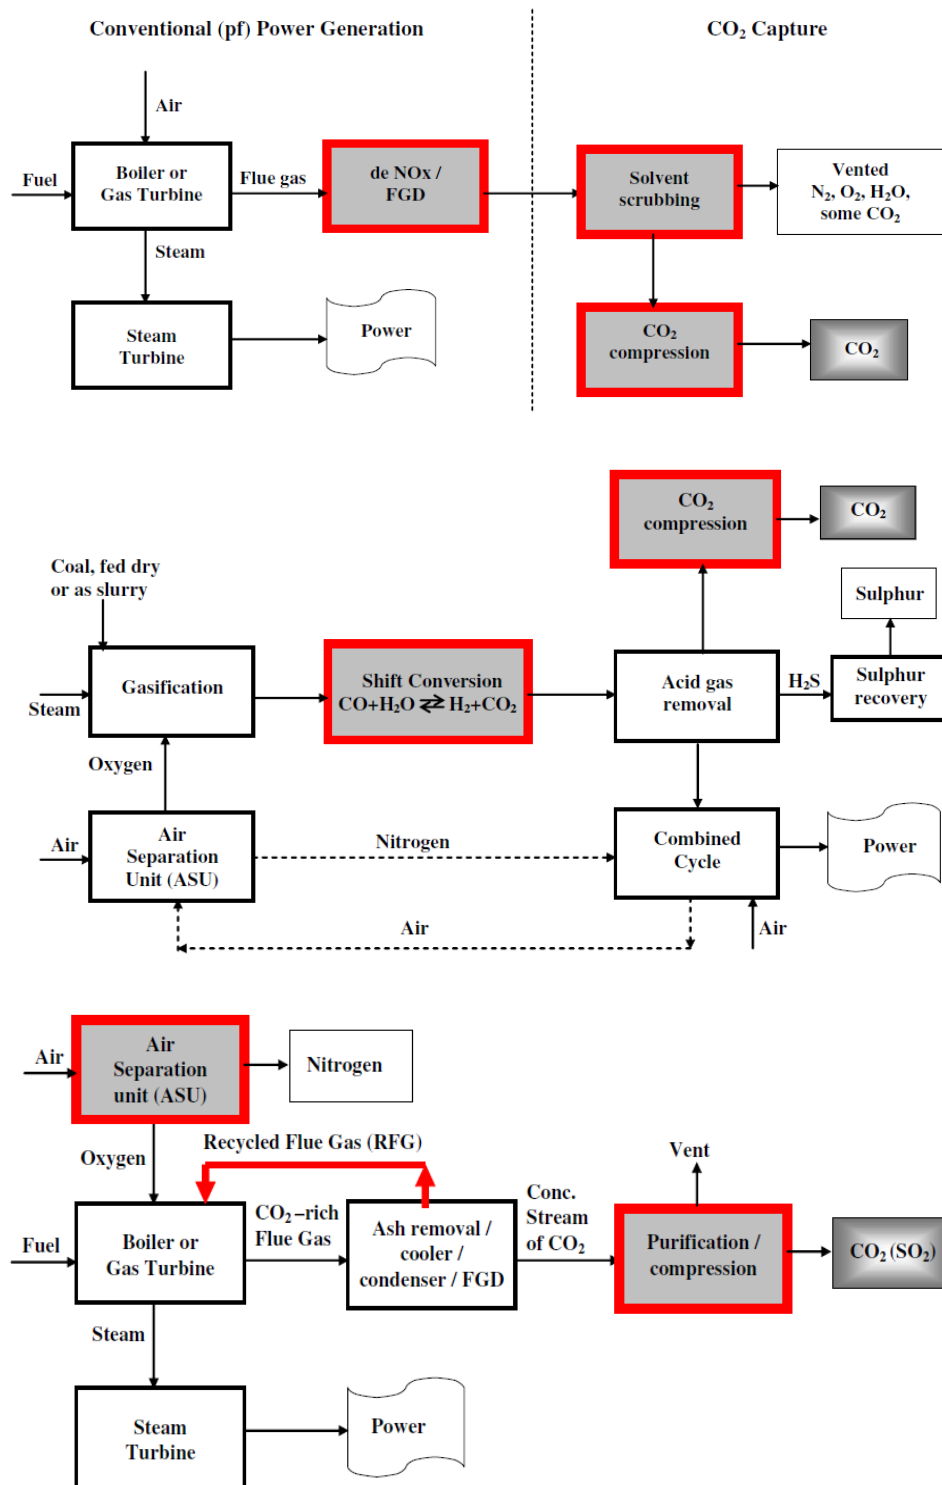 Conventional (pf) Power Generation
CO₂ Capture
Air
Fuel
Boiler or
Gas Turbine
Flue gas
de NOx /
FGD
Solvent
scrubbing
Vented
N₂, O₂, H₂O,
some CO₂
Steam
Steam
Turbine
Power
CO₂
compression
CO₂
CO₂
compression
CO₂
Coal, fed dry
or as slurry
Sulphur
Gasification
Steam
Shift Conversion
CO+H₂O ⇄ H₂+CO₂
Acid gas
removal
H₂S
Sulphur
recovery
Oxygen
Air
Air
Separation
Unit (ASU)
Nitrogen
Combined
Cycle
Power
Air
Air
Air
Air
Separation
unit (ASU)
Nitrogen
Oxygen
Recycled Flue Gas (RFG)
Fuel
Boiler or
Gas Turbine
CO₂–rich
Flue Gas
Ash removal /
cooler /
condenser / FGD
Conc.
Stream
of CO₂
Vent
Purification /
compression
CO₂ (SO₂)
Steam
Steam
Turbine
Power